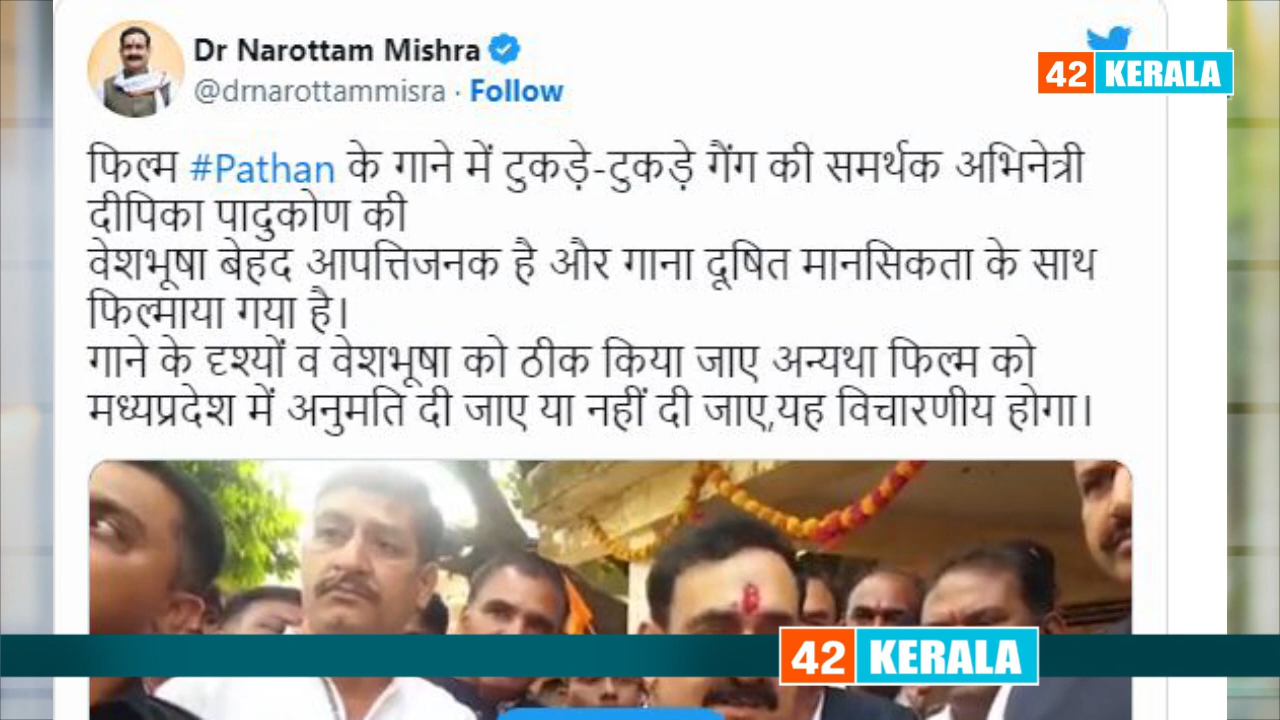 Dr Narottam Mishra
@drnarottammisra · Follow
42 KERALA
फिल्म #Pathan के गाने में टुकड़े-टुकड़े गैंग की समर्थक अभिनेत्री
दीपिका पादुकोण की
वेशभूषा बेहद आपत्तिजनक है और गाना दूषित मानसिकता के साथ
फिल्माया गया है।
गाने के दृश्यों व वेशभूषा को ठीक किया जाए अन्यथा फिल्म को
मध्यप्रदेश में अनुमति दी जाए या नहीं दी जाए,यह विचारणीय होगा।
42 KERALA